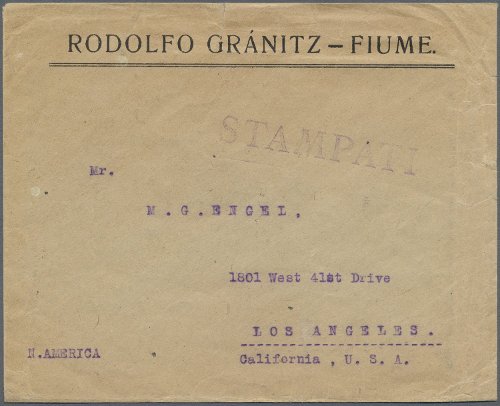 RODOLFO GRÁNITZ – FIUME.
STAMPATI
Mr.
M. G. ENGEL,
1801 West 41st Drive
LOS ANGELES.
N. AMERICA
California, U. S. A.